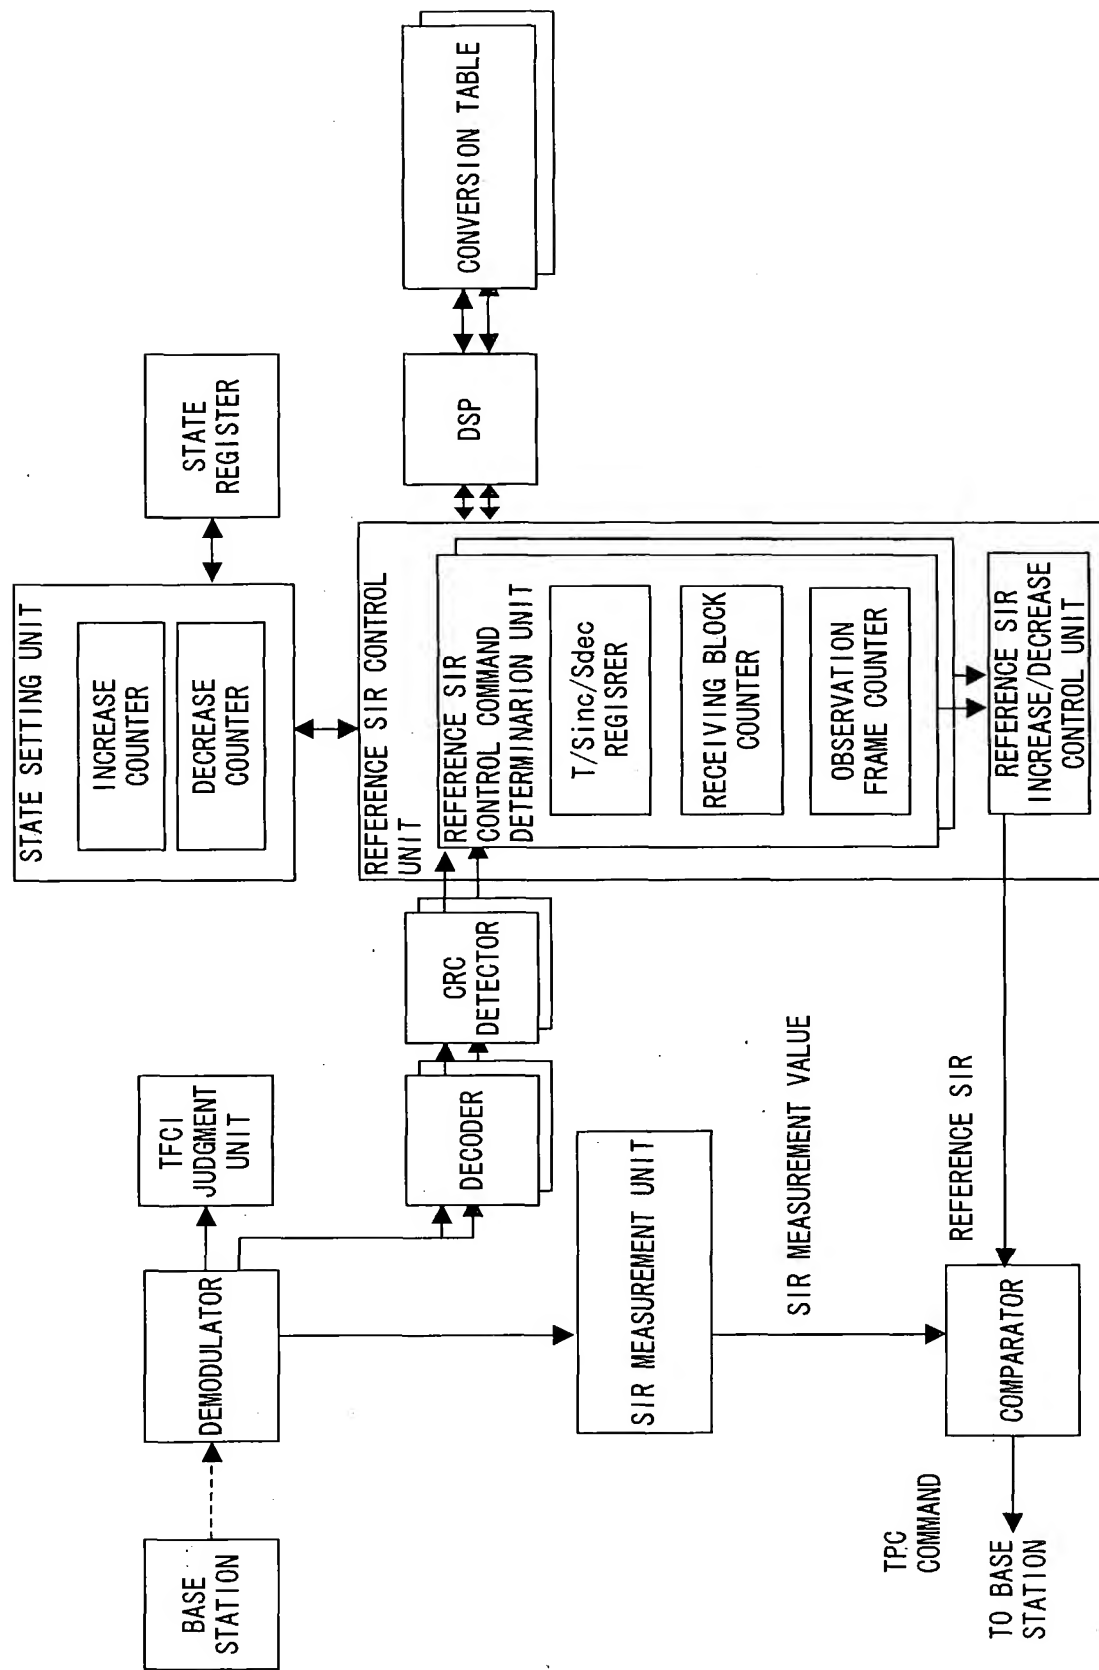 BASE
STATION
DEMODULATOR
TFCI
JUDGMENT
UNIT
STATE SETTING UNIT
INCREASE
COUNTER
DECREASE
COUNTER
STATE
REGISTER
DECODER
CRC
DETECTOR
REFERENCE SIR CONTROL
UNIT
REFERENCE SIR
CONTROL COMMAND
DETERMINARION UNIT
T/Sinc/Sdec
REGISRER
RECEIVING BLOCK
COUNTER
OBSERVATION
FRAME COUNTER
REFERENCE SIR
INCREASE/DECREASE
CONTROL UNIT
DSP
CONVERSION TABLE
SIR MEASUREMENT UNIT
SIR MEASUREMENT VALUE
REFERENCE SIR
COMPARATOR
TPC
COMMAND
TO BASE
STATION